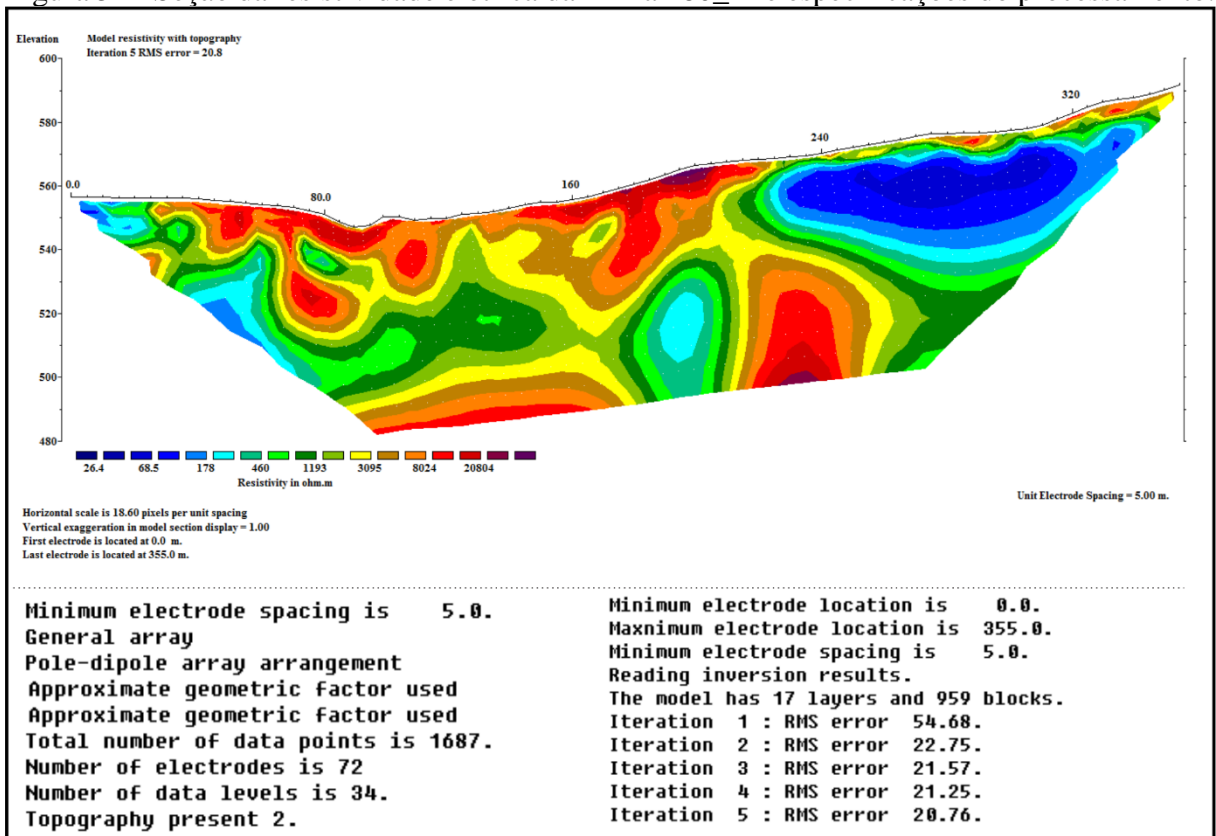 Elevation
Model resistivity with topography
Iteration 5 RMS error = 20.8
600
580
560
540
520
500
480
0.0
80.0
160
240
320
26.4 68.5 178 460 1193 3095 8024 20804
Resistivity in ohm.m
Unit Electrode Spacing = 5.00 m.
Horizontal scale is 18.60 pixels per unit spacing
Vertical exaggeration in model section display = 1.00
First electrode is located at 0.0 m.
Last electrode is located at 355.0 m.
Minimum electrode spacing is 5.0.
General array
Pole-dipole array arrangement
Approximate geometric factor used
Approximate geometric factor used
Total number of data points is 1687.
Number of electrodes is 72
Number of data levels is 34.
Topography present 2.
Minimum electrode location is 0.0.
Maxnimum electrode location is 355.0.
Minimum electrode spacing is 5.0.
Reading inversion results.
The model has 17 layers and 959 blocks.
Iteration 1 : RMS error 54.68.
Iteration 2 : RMS error 22.75.
Iteration 3 : RMS error 21.57.
Iteration 4 : RMS error 21.25.
Iteration 5 : RMS error 20.76.